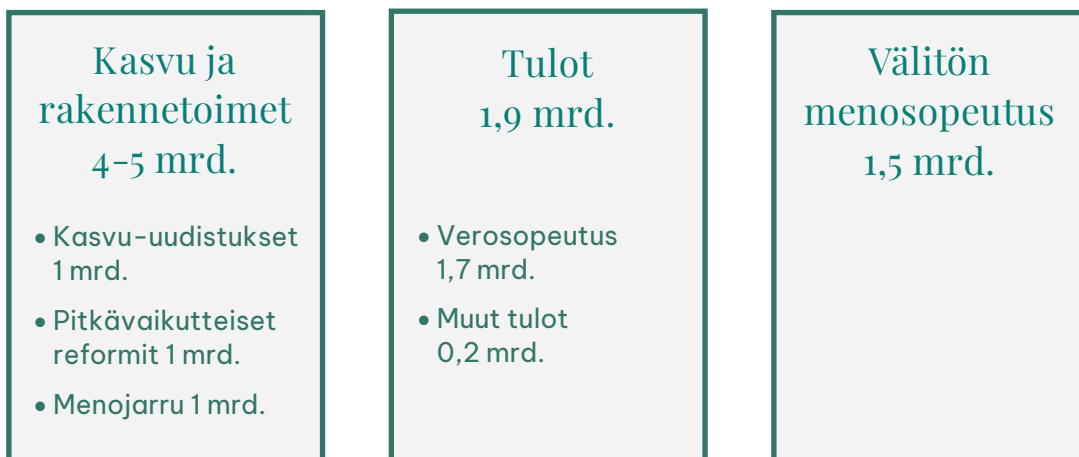 Kasvu ja
rakennetoimet
4-5 mrd.
• Kasvu-uudistukset
1 mrd.
• Pitkävaikutteiset
reformit 1 mrd.
• Menojarru 1 mrd.
Tulot
1,9 mrd.
• Verosopeutus
1,7 mrd.
• Muut tulot
0,2 mrd.
Välitön
menosopeutus
1,5 mrd.